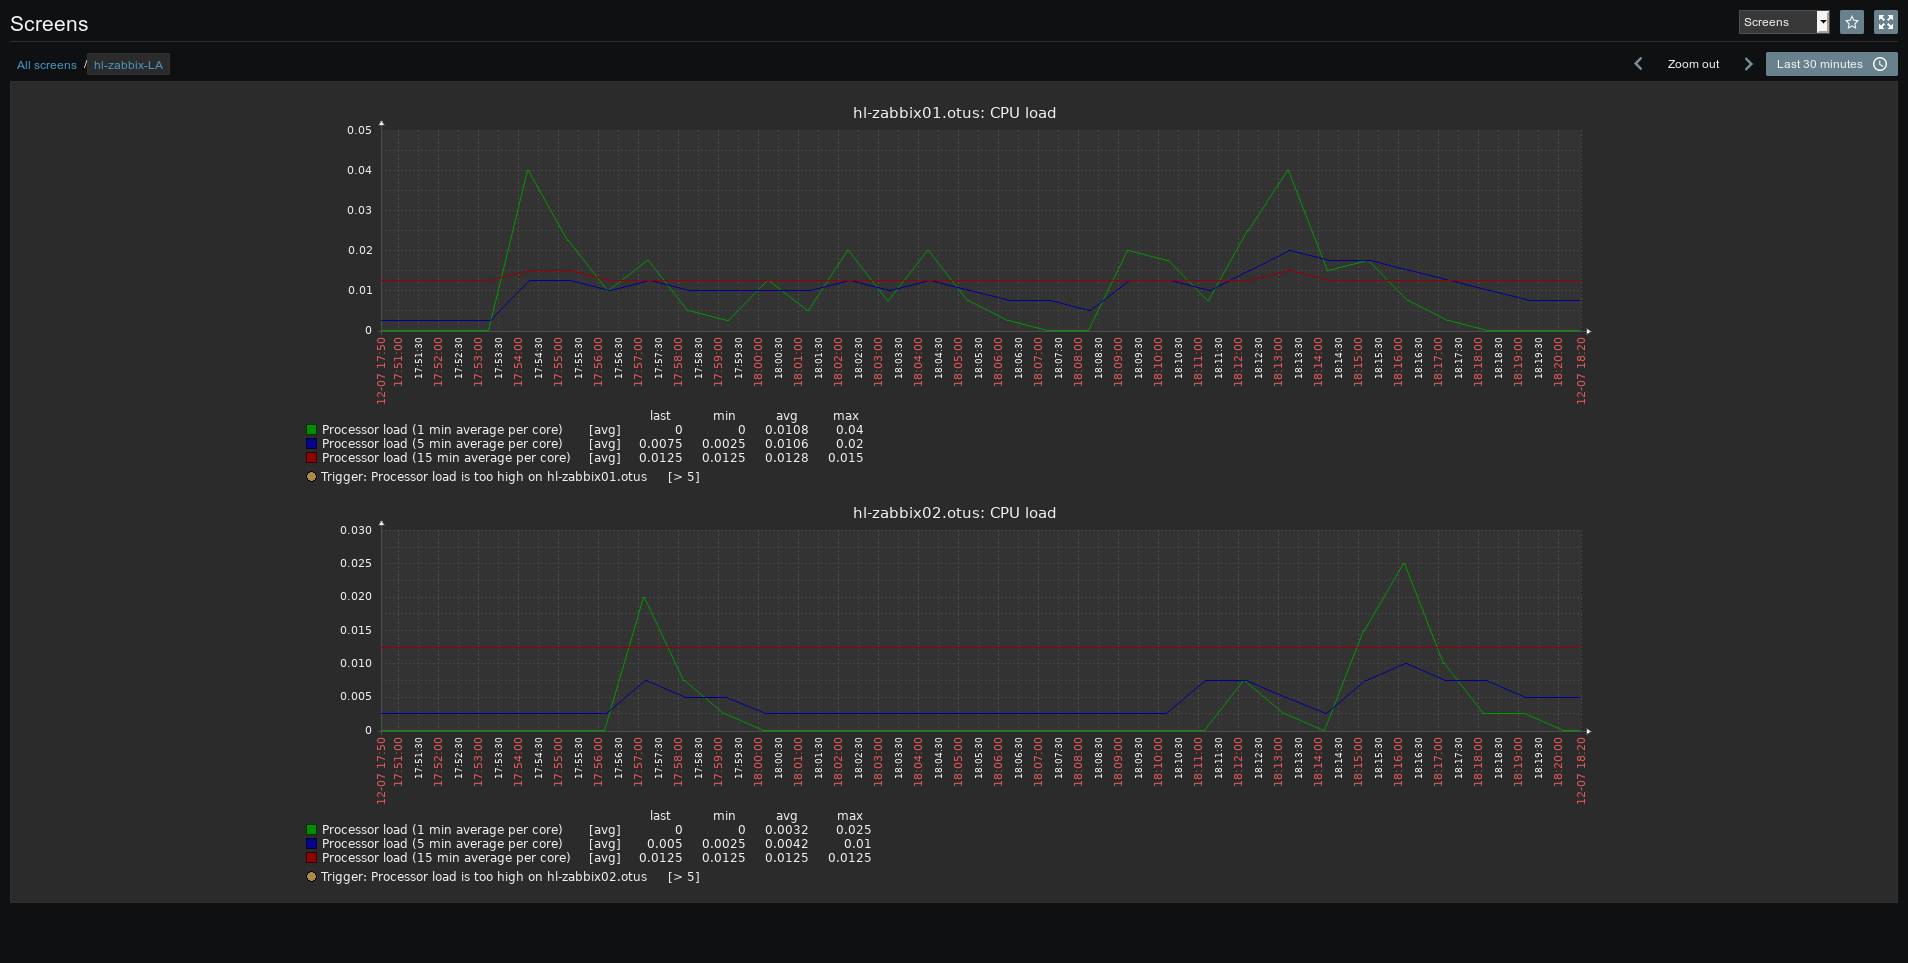 Screens
Screens
All screens / hl-zabbix-LA
Zoom out
Last 30 minutes
hl-zabbix01.otus: CPU load
0.05
0.04
0.03
0.02
0.01
0
12-07 17:50 17:51:00 17:51:30 17:52:00 17:52:30 17:53:00 17:53:30 17:54:00 17:54:30 17:55:00 17:55:30 17:56:00 17:56:30 17:57:00 17:57:30 17:58:00 17:58:30 17:59:00 17:59:30 18:00:00 18:00:30 18:01:00 18:01:30 18:02:00 18:02:30 18:03:00 18:03:30 18:04:00 18:04:30 18:05:00 18:05:30 18:06:00 18:06:30 18:07:00 18:07:30 18:08:00 18:08:30 18:09:00 18:09:30 18:10:00 18:10:30 18:11:00 18:11:30 18:12:00 18:12:30 18:13:00 18:13:30 18:14:00 18:14:30 18:15:00 18:15:30 18:16:00 18:16:30 18:17:00 18:17:30 18:18:00 18:18:30 18:19:00 18:19:30 18:20:00 12-07 18:20
last min avg max
Processor load (1 min average per core) [avg] 0 0 0.0108 0.04
Processor load (5 min average per core) [avg] 0.0075 0.0025 0.0106 0.02
Processor load (15 min average per core) [avg] 0.0125 0.0125 0.0128 0.015
Trigger: Processor load is too high on hl-zabbix01.otus [> 5]
hl-zabbix02.otus: CPU load
0.030
0.025
0.020
0.015
0.010
0.005
0
12-07 17:50 17:51:00 17:51:30 17:52:00 17:52:30 17:53:00 17:53:30 17:54:00 17:54:30 17:55:00 17:55:30 17:56:00 17:56:30 17:57:00 17:57:30 17:58:00 17:58:30 17:59:00 17:59:30 18:00:00 18:00:30 18:01:00 18:01:30 18:02:00 18:02:30 18:03:00 18:03:30 18:04:00 18:04:30 18:05:00 18:05:30 18:06:00 18:06:30 18:07:00 18:07:30 18:08:00 18:08:30 18:09:00 18:09:30 18:10:00 18:10:30 18:11:00 18:11:30 18:12:00 18:12:30 18:13:00 18:13:30 18:14:00 18:14:30 18:15:00 18:15:30 18:16:00 18:16:30 18:17:00 18:17:30 18:18:00 18:18:30 18:19:00 18:19:30 18:20:00 12-07 18:20
last min avg max
Processor load (1 min average per core) [avg] 0 0 0.0032 0.025
Processor load (5 min average per core) [avg] 0.005 0.0025 0.0042 0.01
Processor load (15 min average per core) [avg] 0.0125 0.0125 0.0125 0.0125
Trigger: Processor load is too high on hl-zabbix02.otus [> 5]